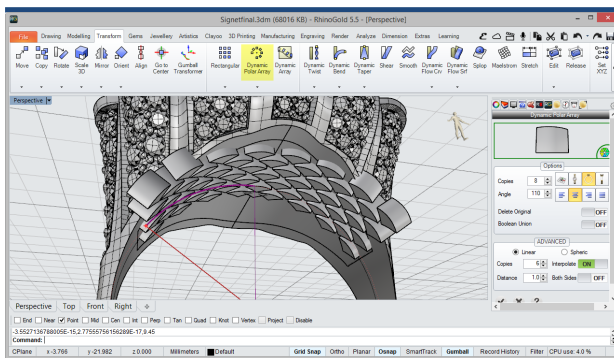 Signetfinal.3dm (68016 KB) - RhinoGold 5.5 - [Perspective]
File Drawing Modelling Transform Gems Jewellery Artistics Clayoo 3D Printing Manufacturing Engraving Render Analyze Dimension Extras Learning
Move Copy Rotate Scale 3D Mirror Orient Align Go to Center Gumball Transformer Rectangular Dynamic Polar Array Dynamic Array Dynamic Twist Dynamic Bend Dynamic Taper Shear Smooth Dynamic Flow Crv Dynamic Flow Srf Splop Maelstrom Stretch Edit Release Set XYZ
Perspective
Dynamic Polar Array
Options
Copies 8
Angle 110
Delete Original OFF
Boolean Union OFF
ADVANCED
Linear Spheric
Copies 6 Interpolate ON
Distance 1.0 Both Sides OFF
Perspective Top Front Right
End Near Point Mid Cen Int Perp Tan Quad Knot Vertex Project Disable
-3.5527136788005E-15,2.77555756156289E-17,9.45
Command:
CPlane x -3.766 y -21.982 z 0.000 Millimeters Default Grid Snap Ortho Planar Osnap SmartTrack Gumball Record History Filter CPU use: 4.0 %